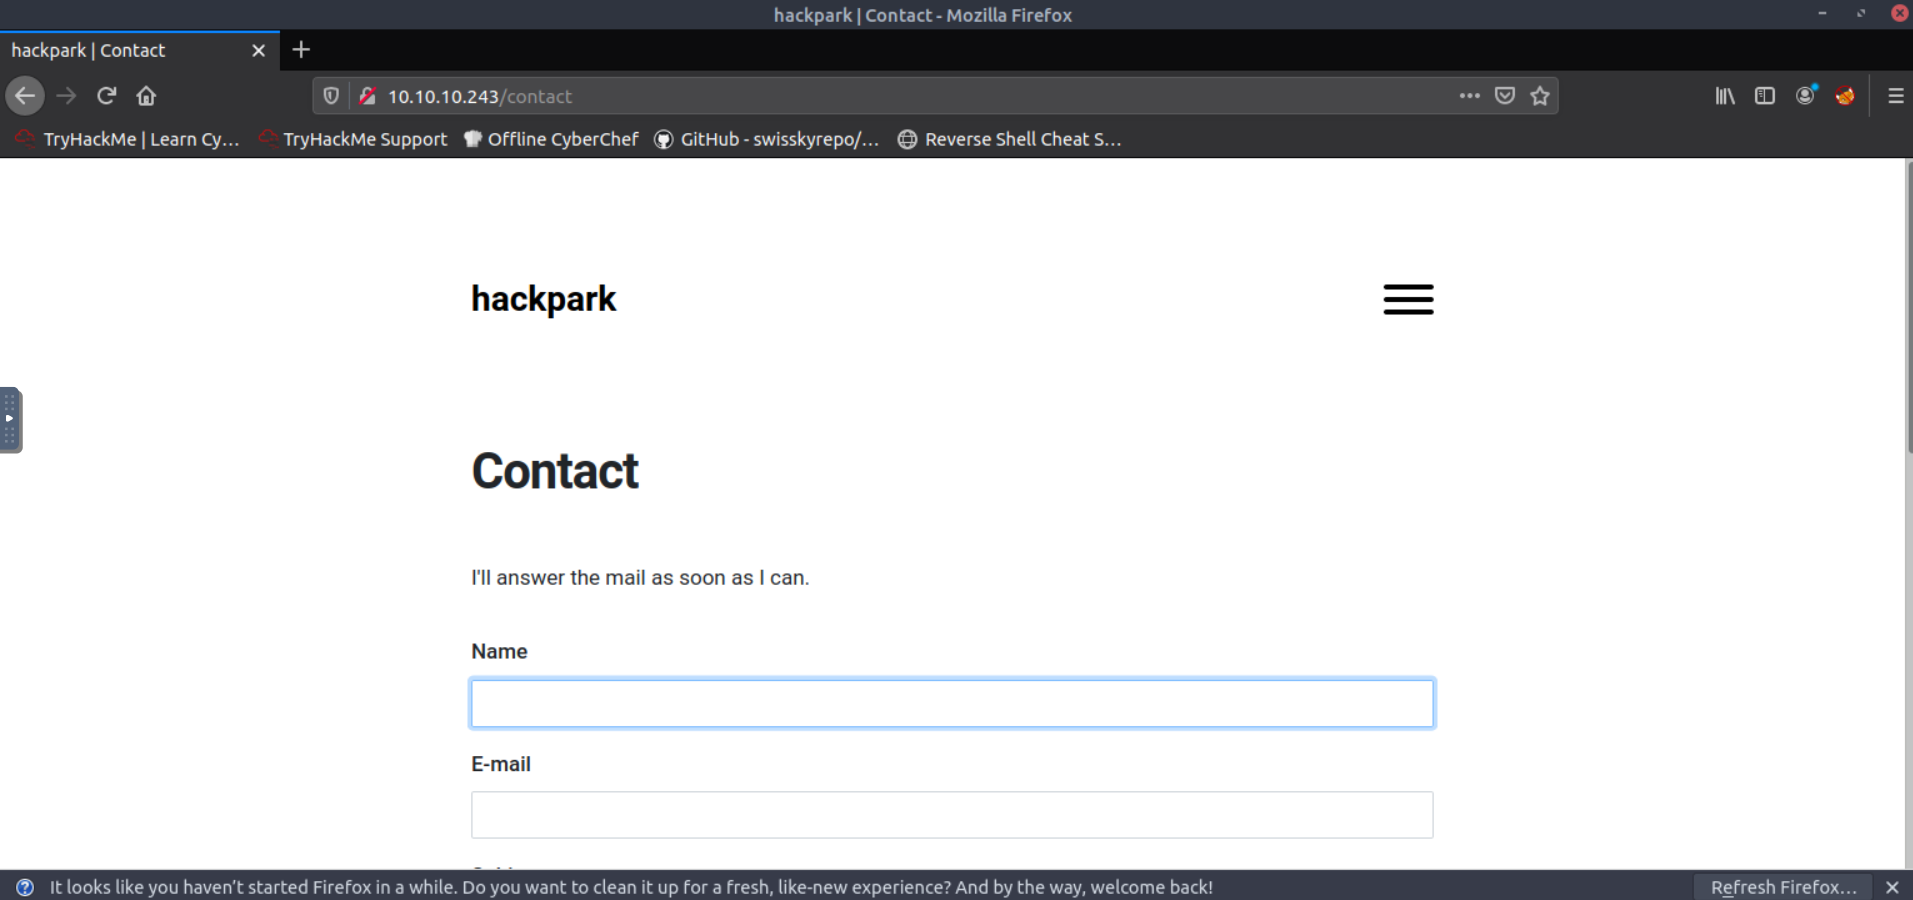 hackpark | Contact - Mozilla Firefox
hackpark | Contact
10.10.10.243/contact
TryHackMe | Learn Cy… TryHackMe Support Offline CyberChef GitHub - swisskyrepo/… Reverse Shell Cheat S…
hackpark
Contact
I'll answer the mail as soon as I can.
Name
E-mail
It looks like you haven’t started Firefox in a while. Do you want to clean it up for a fresh, like-new experience? And by the way, welcome back! Refresh Firefox…